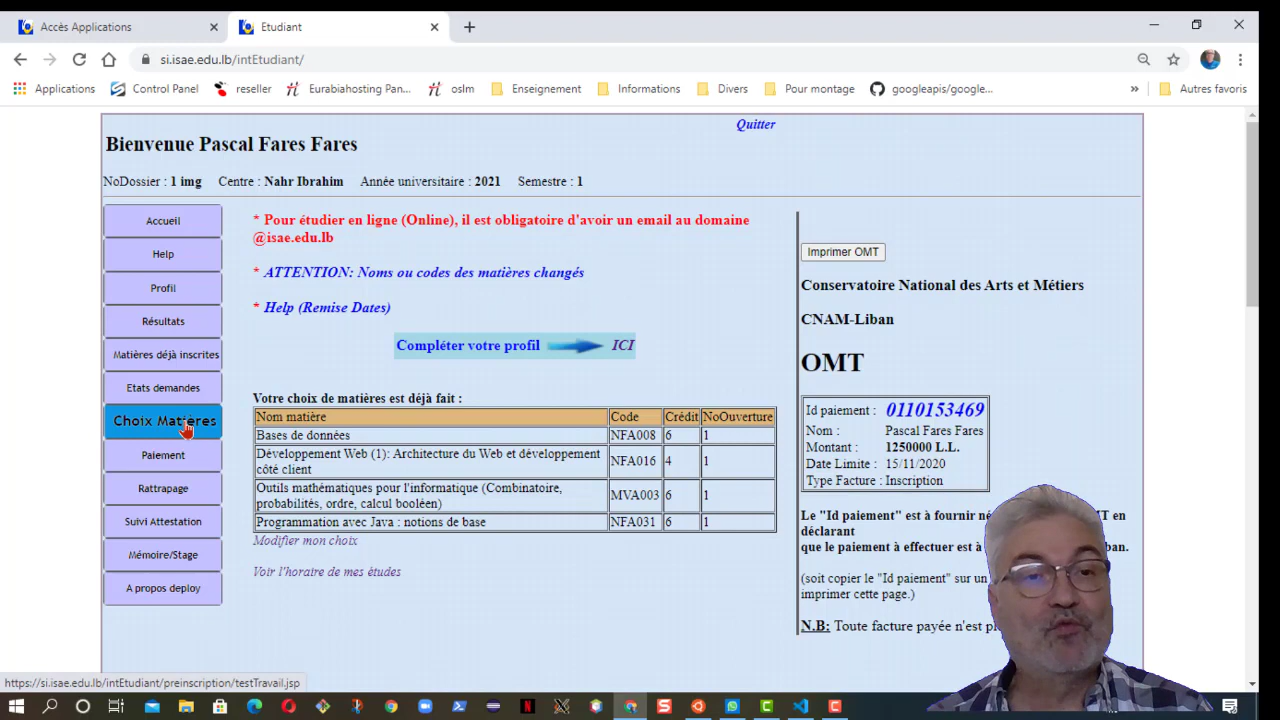 Accès Applications
Etudiant
si.isae.edu.lb/intEtudiant/
Applications
Control Panel
reseller
Eurabiahosting Pan...
oslm
Enseignement
Informations
Divers
Pour montage
googleapis/google...
»
Autres favoris
Quitter
Bienvenue Pascal Fares Fares
NoDossier : 1 img Centre : Nahr Ibrahim Année universitaire : 2021 Semestre : 1
Accueil
Help
Profil
Résultats
Matières déjà inscrites
Etats demandes
Choix Matières
Paiement
Rattrapage
Suivi Attestation
Mémoire/Stage
A propos deploy
* Pour étudier en ligne (Online), il est obligatoire d'avoir un email au domaine
@isae.edu.lb
* ATTENTION: Noms ou codes des matières changés
* Help (Remise Dates)
Compléter votre profil ICI
Votre choix de matières est déjà fait :
Nom matière Code Crédit NoOuverture
Bases de données NFA008 6 1
Développement Web (1): Architecture du Web et développement
côté client NFA016 4 1
Outils mathématiques pour l'informatique (Combinatoire,
probabilités, ordre, calcul booléen) MVA003 6 1
Programmation avec Java : notions de base NFA031 6 1
Modifier mon choix
Voir l'horaire de mes études
Imprimer OMT
Conservatoire National des Arts et Métiers
CNAM-Liban
OMT
Id paiement : 0110153469
Nom : Pascal Fares Fares
Montant : 1250000 L.L.
Date Limite : 15/11/2020
Type Facture : Inscription
Le "Id paiement" est à fournir MT en
déclarant
que le paiement à effectuer est à ban.
(soit copier le "Id paiement" sur un
imprimer cette page.)
N.B: Toute facture payée n'est
https://si.isae.edu.lb/intEtudiant/preinscription/testTravail.jsp